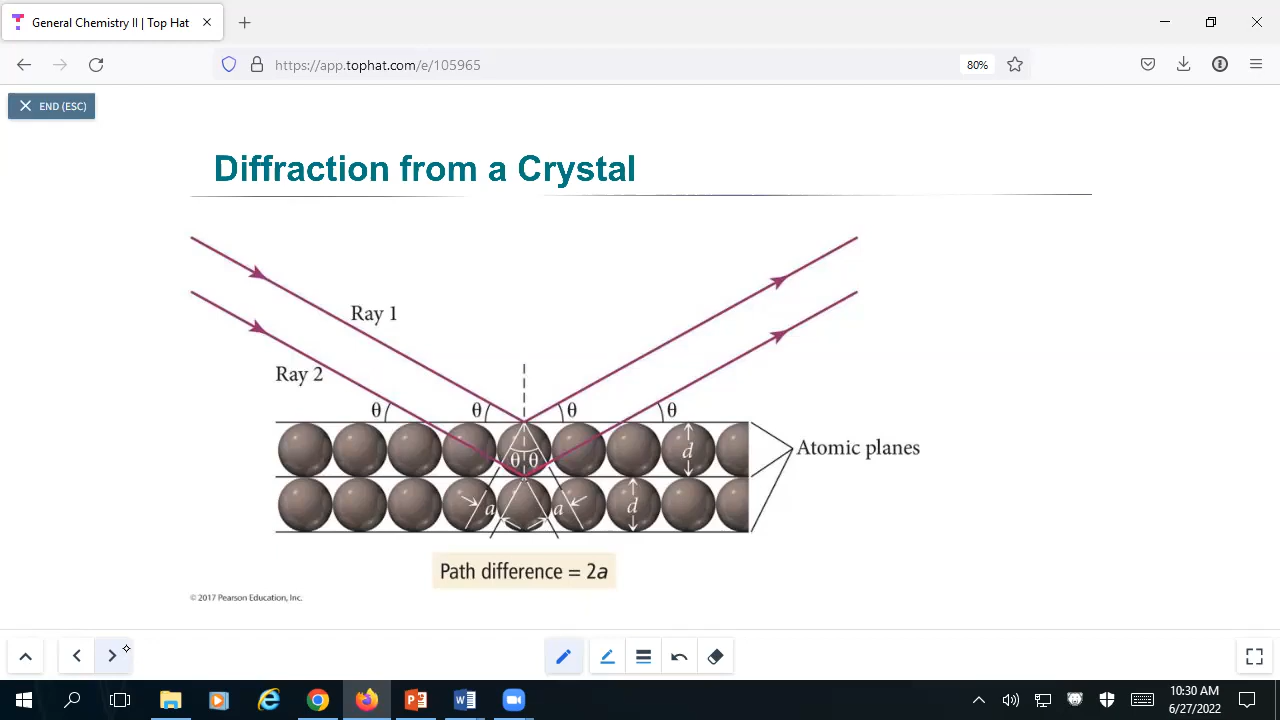 General Chemistry II | Top Hat
https://app.tophat.com/e/105965
80%
END (ESC)
Diffraction from a Crystal
Ray 1
Ray 2
θ θ θ θ
d
Atomic planes
θ θ
a a d
Path difference = 2a
© 2017 Pearson Education, Inc.
10:30 AM
6/27/2022